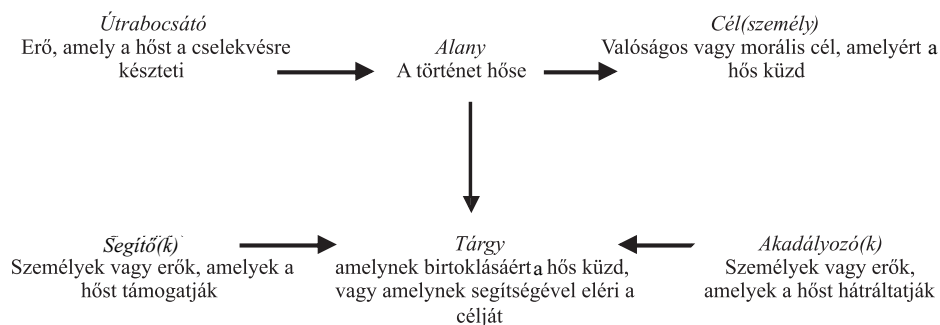 Útrabocsátó
Erő, amely a hőst a cselekvésre
készteti
Alany
A történet hőse
Cél(személy)
Valóságos vagy morális cél, amelyért a
hős küzd
Segítő(k)
Személyek vagy erők, amelyek a
hőst támogatják
Tárgy
amelynek birtoklásáért a hős küzd,
vagy amelynek segítségével eléri a
célját
Akadályozó(k)
Személyek vagy erők,
amelyek a hőst hátráltatják